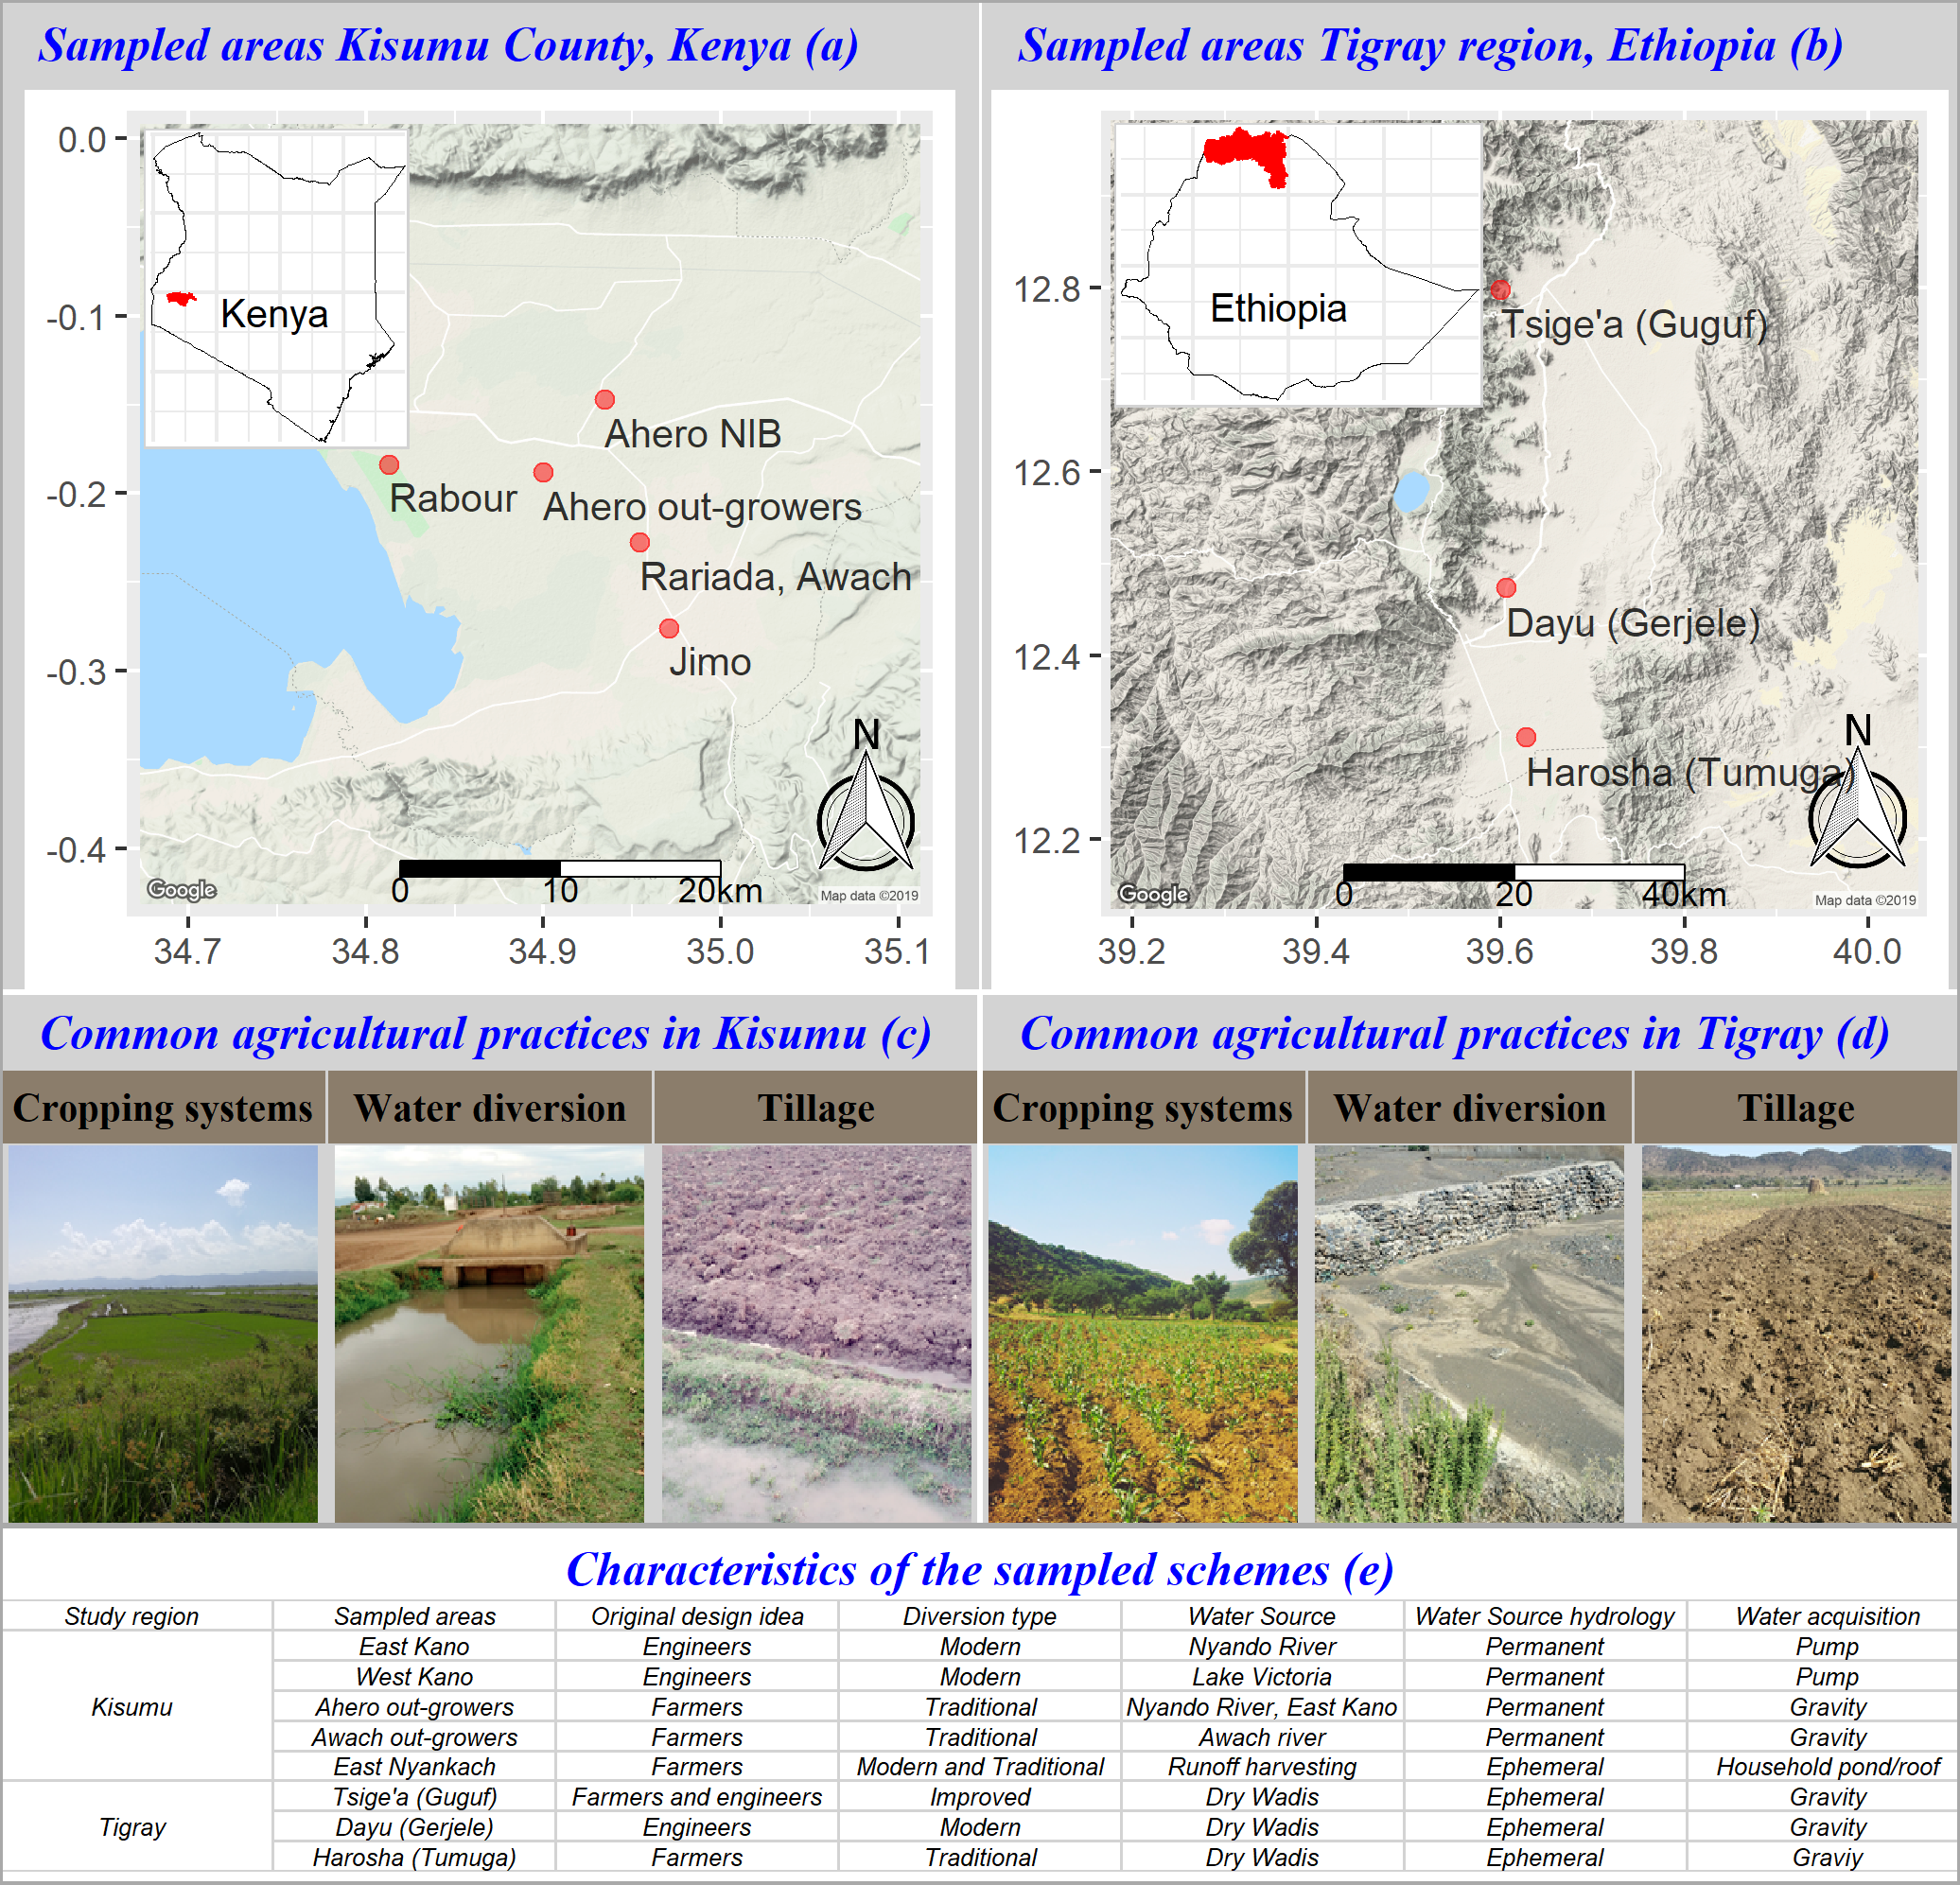 Sampled areas Kisumu County, Kenya (a)
Sampled areas Tigray region, Ethiopia (b)
0.0
-0.1
-0.2
-0.3
-0.4
Kenya
Ahero NIB
Rabour
Ahero out-growers
Rariada, Awach
Jimo
N
0 10 20km
Google
Map data ©2019
34.7 34.8 34.9 35.0 35.1
12.8
12.6
12.4
12.2
Ethiopia
Tsige'a (Guguf)
Dayu (Gerjele)
Harosha (Tumuga)
N
0 20 40km
Google
Map data ©2019
39.2 39.4 39.6 39.8 40.0
Common agricultural practices in Kisumu (c)
Cropping systems Water diversion Tillage
Common agricultural practices in Tigray (d)
Cropping systems Water diversion Tillage
Characteristics of the sampled schemes (e)
Study region Sampled areas Original design idea Diversion type Water Source Water Source hydrology Water acquisition
East Kano Engineers Modern Nyando River Permanent Pump
West Kano Engineers Modern Lake Victoria Permanent Pump
Kisumu Ahero out-growers Farmers Traditional Nyando River, East Kano Permanent Gravity
Awach out-growers Farmers Traditional Awach river Permanent Gravity
East Nyankach Farmers Modern and Traditional Runoff harvesting Ephemeral Household pond/roof
Tsige'a (Guguf) Farmers and engineers Improved Dry Wadis Ephemeral Gravity
Tigray Dayu (Gerjele) Engineers Modern Dry Wadis Ephemeral Gravity
Harosha (Tumuga) Farmers Traditional Dry Wadis Ephemeral Graviy